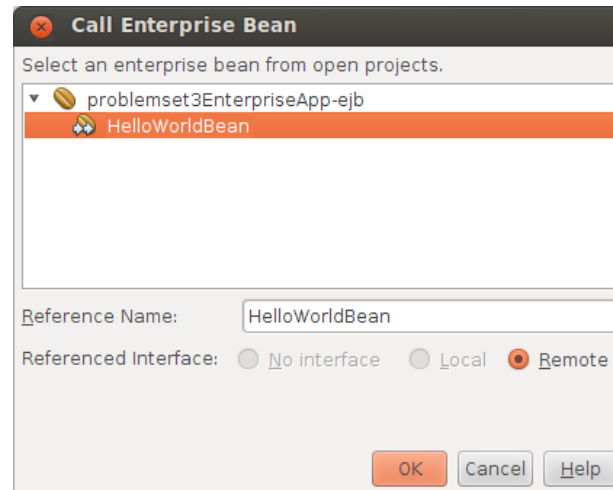 Call Enterprise Bean
Select an enterprise bean from open projects.
problemset3EnterpriseApp-ejb
HelloWorldBean
Reference Name: HelloWorldBean
Referenced Interface: No interface Local Remote
OK Cancel Help